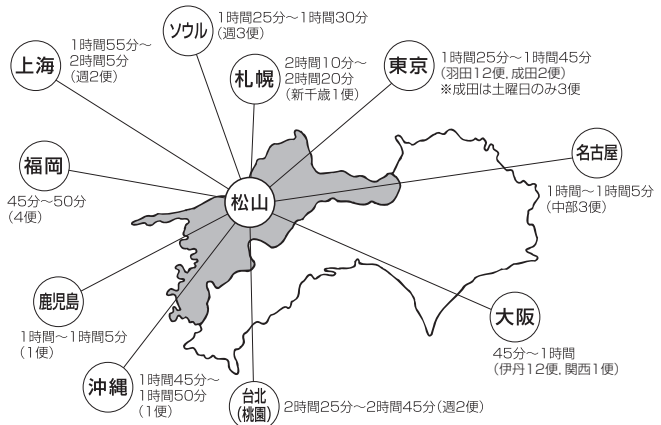 ソウル
1時間25分～1時間30分
(週3便)
上海
1時間55分～
2時間5分
(週2便)
札幌
2時間10分～
2時間20分
(新千歳1便)
東京
1時間25分～1時間45分
(羽田12便, 成田2便)
※成田は土曜日のみ3便
名古屋
1時間～1時間5分
(中部3便)
福岡
45分～50分
(4便)
松山
鹿児島
1時間～1時間5分
(1便)
大阪
45分～1時間
(伊丹12便, 関西1便)
沖縄
1時間45分～
1時間50分
(1便)
台北
(桃園)
2時間25分～2時間45分(週2便)